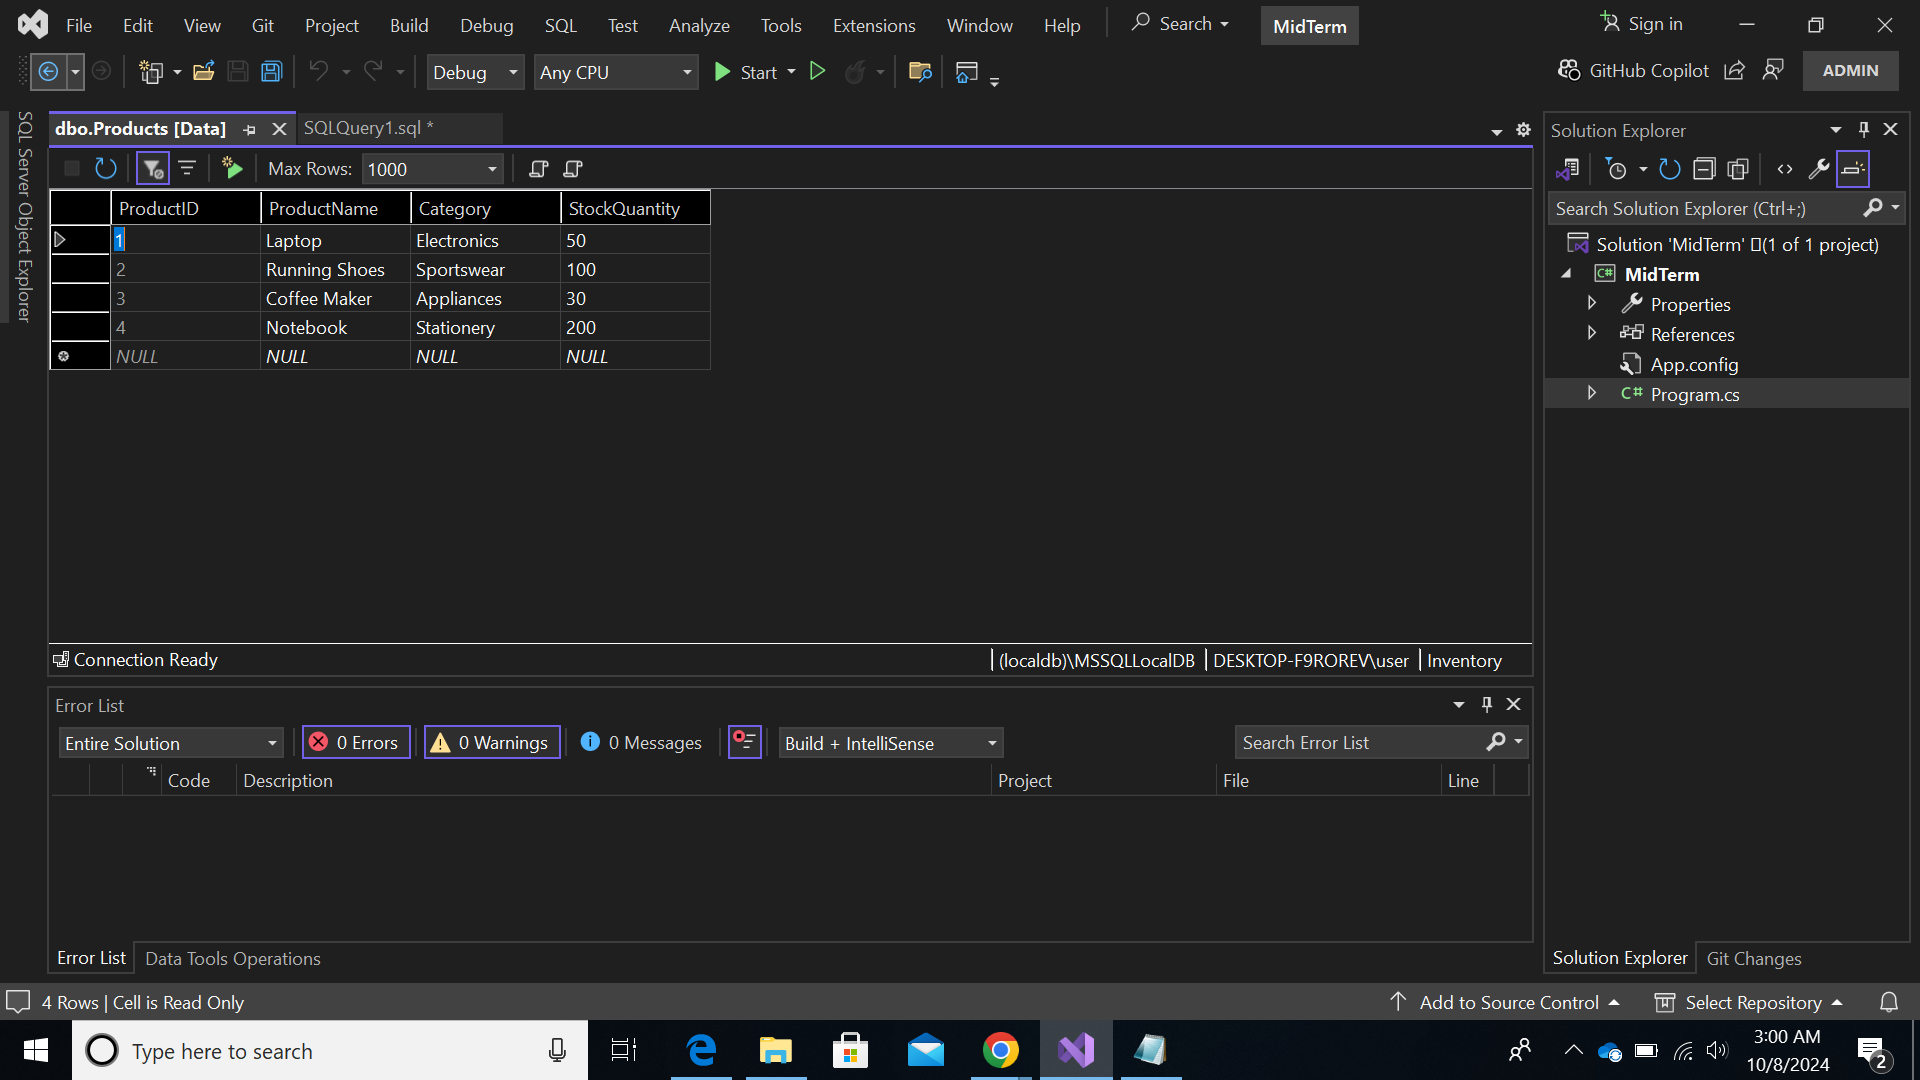 File Edit View Git Project Build Debug SQL Test Analyze Tools Extensions Window Help Search MidTerm Sign in
Debug Any CPU Start GitHub Copilot ADMIN
SQL Server Object Explorer
dbo.Products [Data] SQLQuery1.sql *
Max Rows: 1000
ProductID ProductName Category StockQuantity
1 Laptop Electronics 50
2 Running Shoes Sportswear 100
3 Coffee Maker Appliances 30
4 Notebook Stationery 200
NULL NULL NULL NULL
Connection Ready (localdb)\MSSQLLocalDB DESKTOP-F9ROREV\user Inventory
Error List
Entire Solution 0 Errors 0 Warnings 0 Messages Build + IntelliSense Search Error List
Code Description Project File Line
Error List Data Tools Operations
Solution Explorer
Search Solution Explorer (Ctrl+;)
Solution 'MidTerm' (1 of 1 project)
C# MidTerm
Properties
References
App.config
C# Program.cs
Solution Explorer Git Changes
4 Rows | Cell is Read Only Add to Source Control Select Repository
Type here to search
3:00 AM
10/8/2024
2